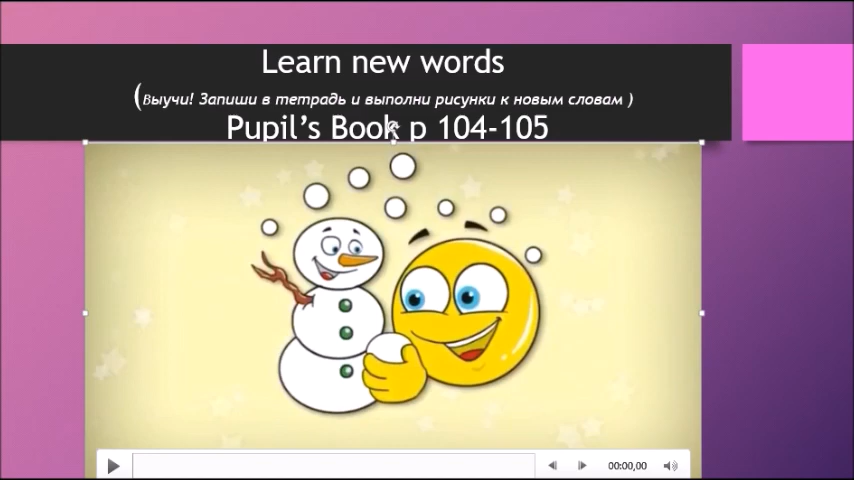 Learn new words
(Выучи! Запиши в тетрадь и выполни рисунки к новым словам )
Pupil’s Book p 104-105
00:00,00